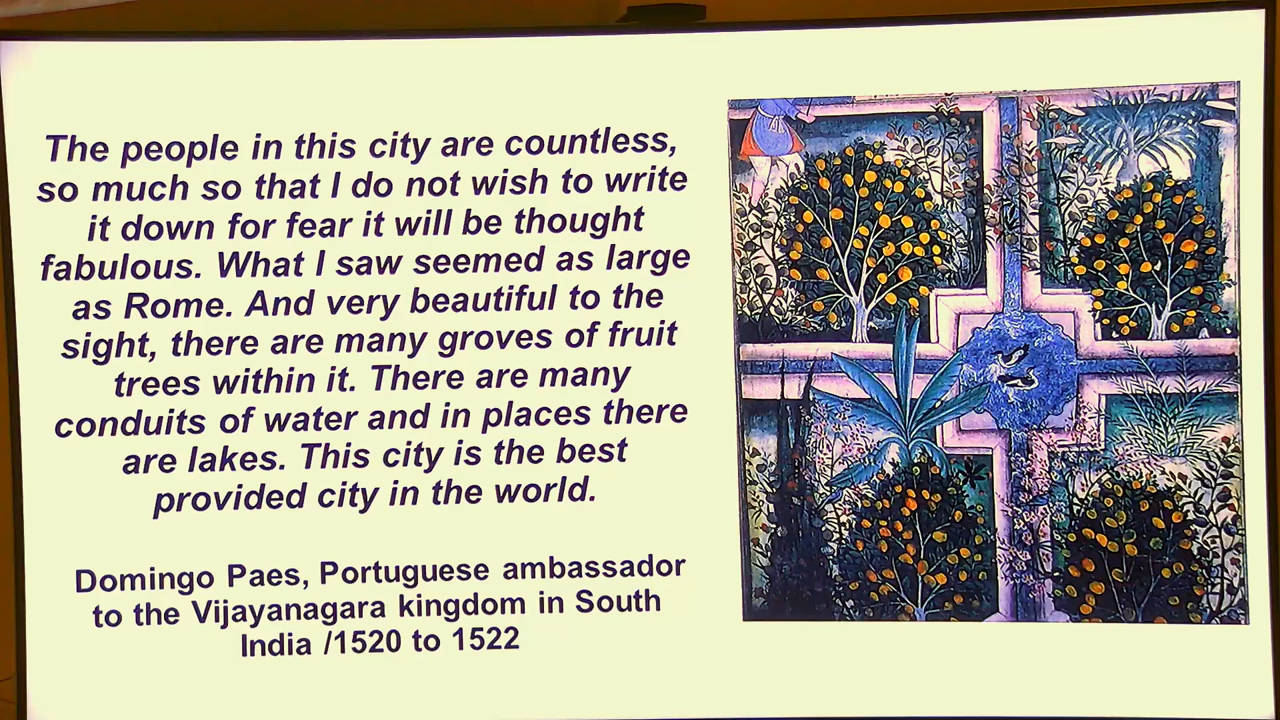 The people in this city are countless,
so much so that I do not wish to write
it down for fear it will be thought
fabulous. What I saw seemed as large
as Rome. And very beautiful to the
sight, there are many groves of fruit
trees within it. There are many
conduits of water and in places there
are lakes. This city is the best
provided city in the world.
Domingo Paes, Portuguese ambassador
to the Vijayanagara kingdom in South
India /1520 to 1522